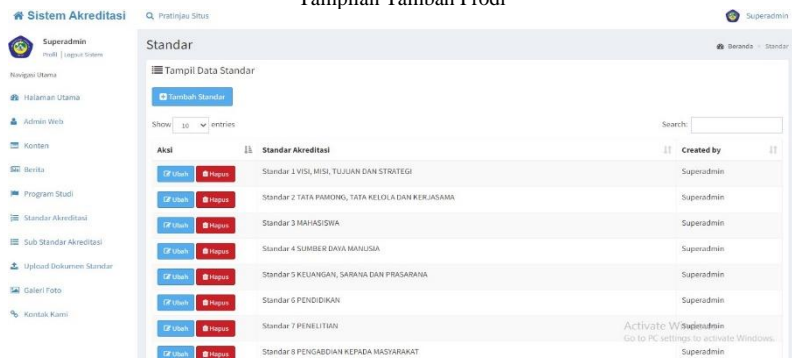 Tampilan Tambah Prodi
Sistem Akreditasi
Pratinjau Situs
Superadmin
Superadmin
Profil | Logout Sistem
Navigasi Utama
Halaman Utama
Admin Web
Konten
Berita
Program Studi
Standar Akreditasi
Sub Standar Akreditasi
Upload Dokumen Standar
Galeri Foto
Kontak Kami
Standar
Beranda > Standar
Tampil Data Standar
Tambah Standar
Show 10 entries
Search:
Aksi Standar Akreditasi Created by
Ubah Hapus Standar 1 VISI, MISI, TUJUAN DAN STRATEGI Superadmin
Ubah Hapus Standar 2 TATA PAMONG, TATA KELOLA DAN KERJASAMA Superadmin
Ubah Hapus Standar 3 MAHASISWA Superadmin
Ubah Hapus Standar 4 SUMBER DAYA MANUSIA Superadmin
Ubah Hapus Standar 5 KEUANGAN, SARANA DAN PRASARANA Superadmin
Ubah Hapus Standar 6 PENDIDIKAN Superadmin
Ubah Hapus Standar 7 PENELITIAN Superadmin
Ubah Hapus Standar 8 PENGABDIAN KEPADA MASYARAKAT Superadmin
Activate Windows
Go to PC settings to activate Windows.